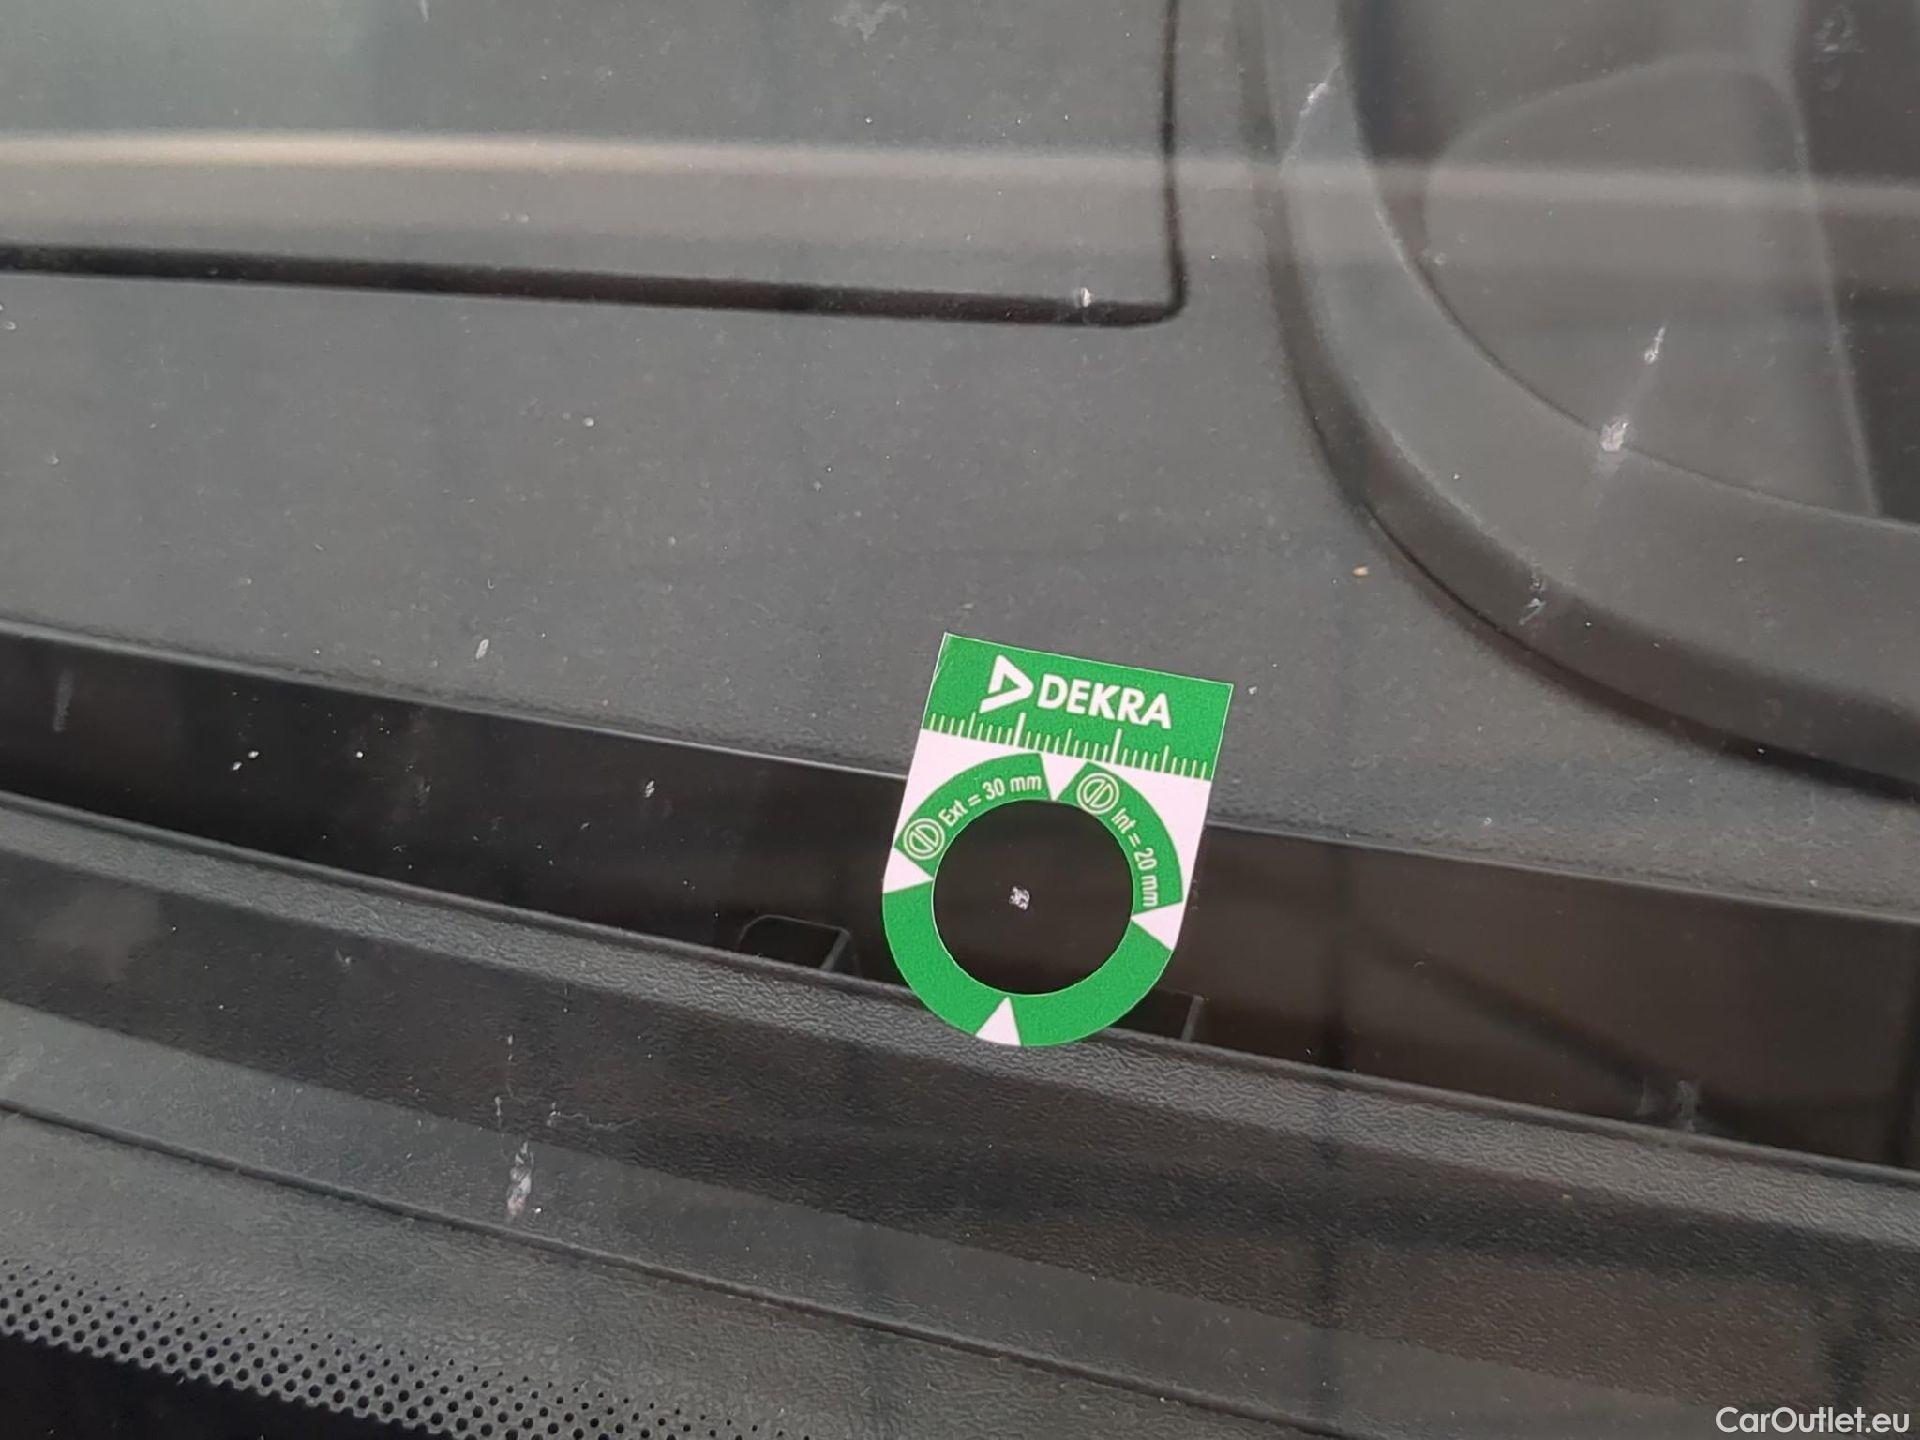 DEKRA
Ext = 30 mm
Int = 20 mm
CarOutlet.eu